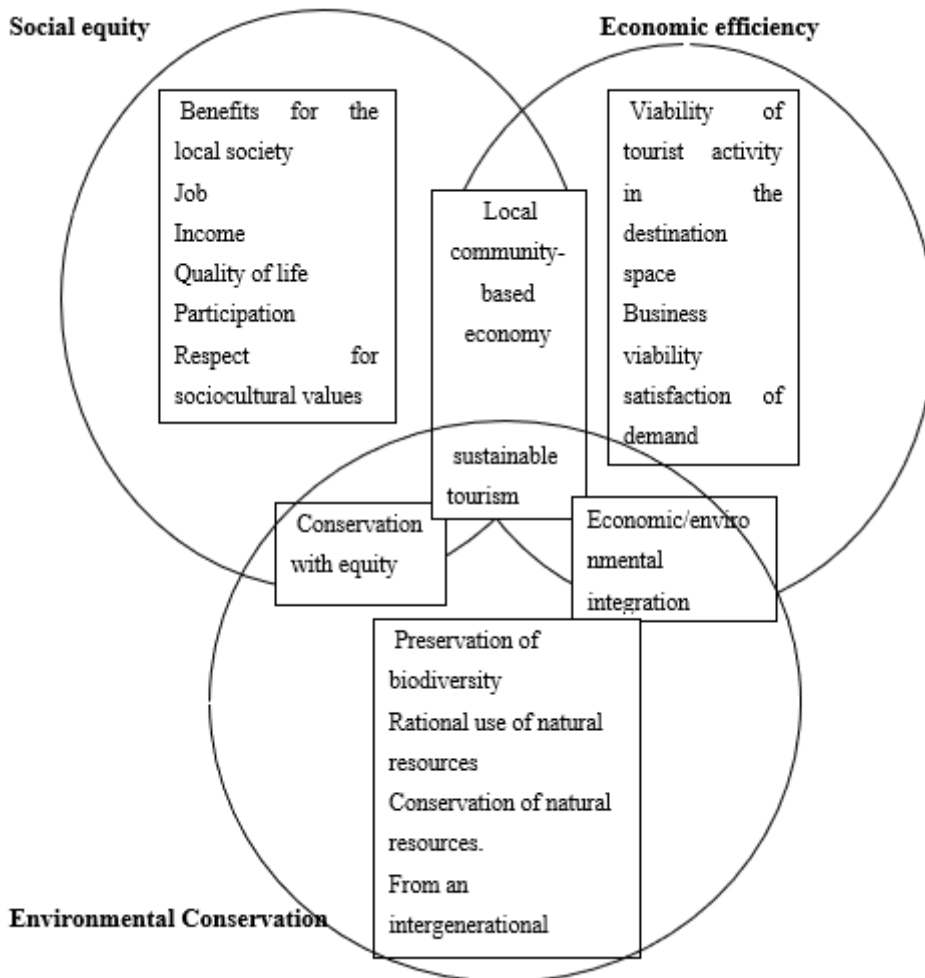 Social equity
Economic efficiency
Benefits for the
local society
Job
Income
Quality of life
Participation
Respect for
sociocultural values
Local
community-
based
economy
sustainable
tourism
Viability of
tourist activity
in the
destination
space
Business
viability
satisfaction of
demand
Conservation
with equity
Economic/enviro
nmental
integration
Preservation of
biodiversity
Rational use of natural
resources
Conservation of natural
resources.
From an
intergenerational
Environmental Conservation